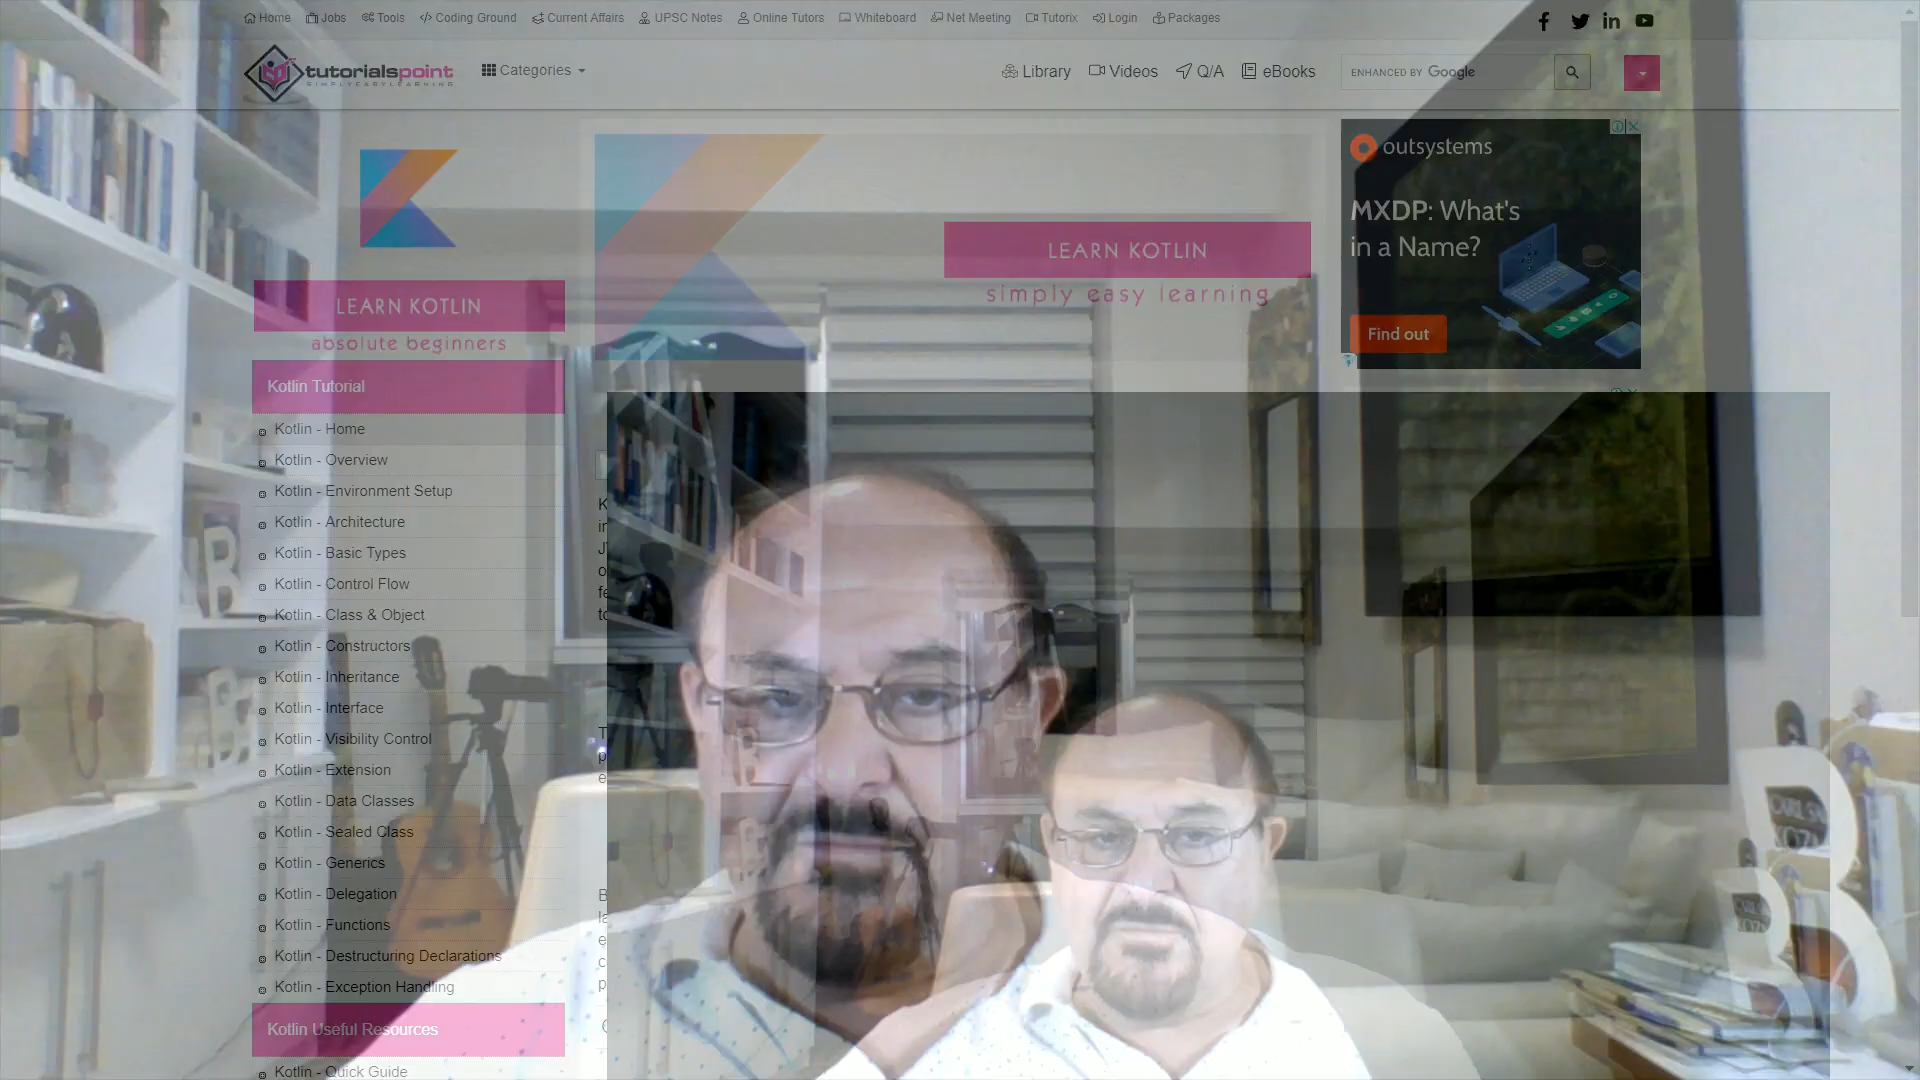 Home Jobs Tools Coding Ground Current Affairs UPSC Notes Online Tutors Whiteboard Net Meeting Tutorix Login Packages
tutorialspoint
SIMPLYEASYLEARNING
Categories
Library Videos Q/A eBooks
ENHANCED BY Google
LEARN KOTLIN
absolute beginners
LEARN KOTLIN
simply easy learning
outsystems
MXDP: What's
in a Name?
Find out
Kotlin Tutorial
Kotlin - Home
Kotlin - Overview
Kotlin - Environment Setup
Kotlin - Architecture
Kotlin - Basic Types
Kotlin - Control Flow
Kotlin - Class & Object
Kotlin - Constructors
Kotlin - Inheritance
Kotlin - Interface
Kotlin - Visibility Control
Kotlin - Extension
Kotlin - Data Classes
Kotlin - Sealed Class
Kotlin - Generics
Kotlin - Delegation
Kotlin - Functions
Kotlin - Destructuring Declarations
Kotlin - Exception Handling
Kotlin Useful Resources
Kotlin - Quick Guide